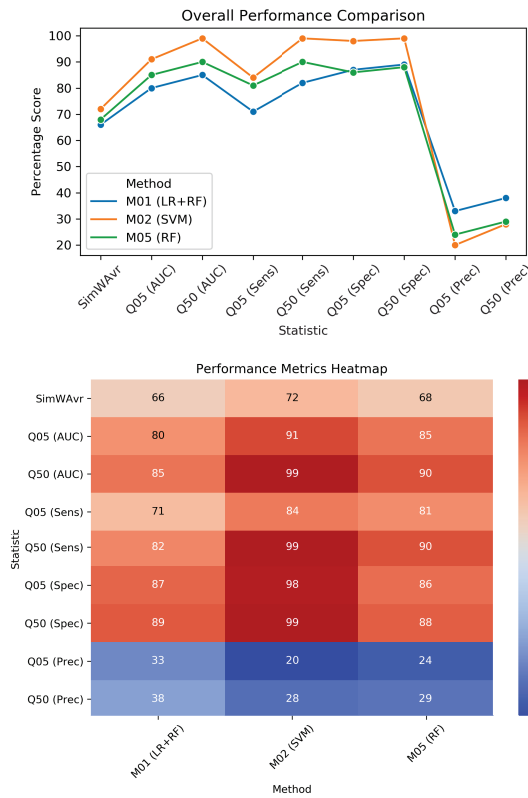 Overall Performance Comparison
100
90
80
70
60
50
40
30
20
Percentage Score
Method
M01 (LR+RF)
M02 (SVM)
M05 (RF)
SimWAvr
Q05 (AUC)
Q50 (AUC)
Q05 (Sens)
Q50 (Sens)
Q05 (Spec)
Q50 (Spec)
Q05 (Prec)
Q50 (Prec)
Statistic
Performance Metrics Heatmap
SimWAvr 66 72 68
Q05 (AUC) 80 91 85
Q50 (AUC) 85 99 90
Q05 (Sens) 71 84 81
Q50 (Sens) 82 99 90
Q05 (Spec) 87 98 86
Q50 (Spec) 89 99 88
Q05 (Prec) 33 20 24
Q50 (Prec) 38 28 29
Statistc
M01 (LR+RF)
M02 (SVM)
M05 (RF)
Method